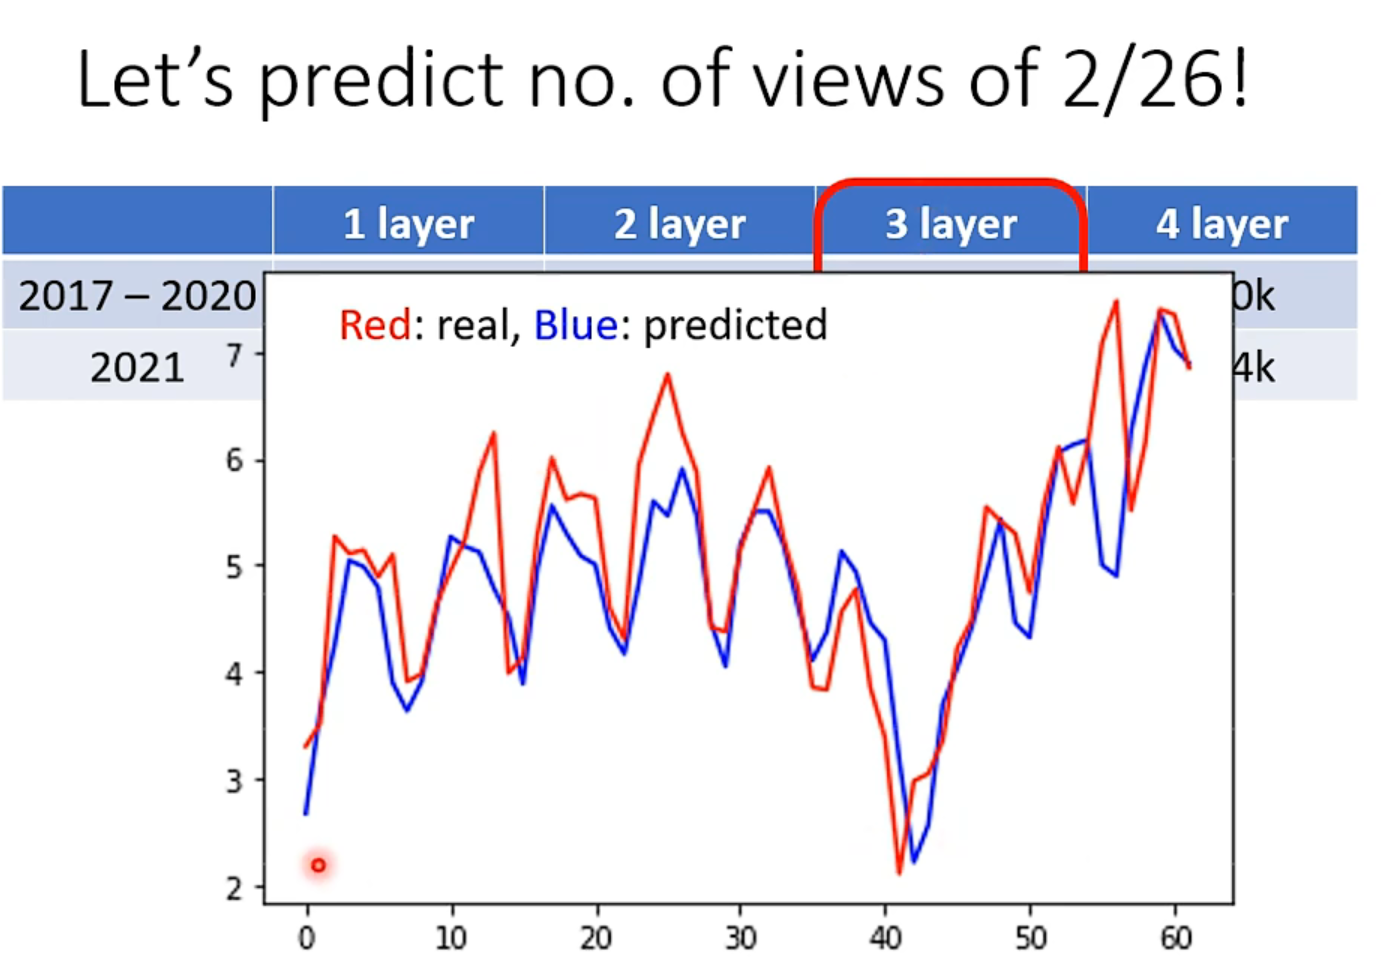 Let's predict no. of views of 2/26!
1 layer 2 layer 3 layer 4 layer
2017 – 2020 0k
2021 4k
Red: real, Blue: predicted
7
6
5
4
3
2
0 10 20 30 40 50 60